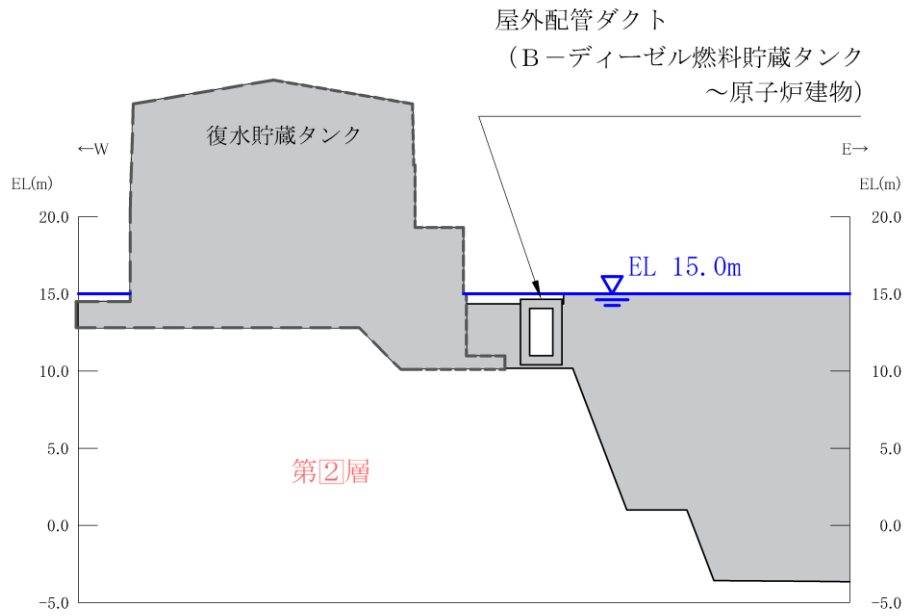 屋外配管ダクト
(B-ディーゼル燃料貯蔵タンク
~原子炉建物)
復水貯蔵タンク
←W
E→
EL(m)
EL(m)
20.0
20.0
EL 15.0m
15.0
15.0
10.0
10.0
5.0
5.0
第2層
0.0
0.0
-5.0
-5.0